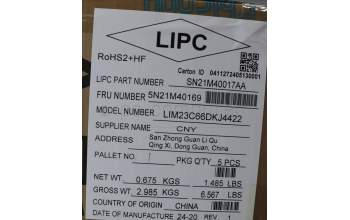 LIPC
RoHS2+HF
Carton ID 0411272405130001
LIPC PART NUMBER SN21M40017AA
FRU NUMBER 5N21M40169
MODEL NUMBER LIM23C66DKJ4422
SUPPLIER NAME CNY
ADDRESS San Zhong Guan Li Qu
Qing Xi, Dong Guan, China
PALLET NO. PKG Q'TY 5 PCS
NET WT. 0.675 KGS 1.485 LBS
GROSS WT. 2.985 KGS 6.567 LBS
COUNTRY OF ORIGIN CHINA
DATE OF MANUFACTURE 24-20 REV 1